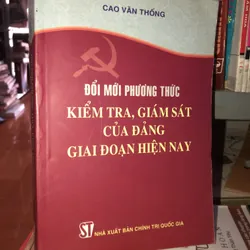 CAO VĂN THỐNG
ĐỔI MỚI PHƯƠNG THỨC
KIỂM TRA, GIÁM SÁT
CỦA ĐẢNG
GIAI ĐOẠN HIỆN NAY
ST NHÀ XUẤT BẢN CHÍNH TRỊ QUỐC GIA